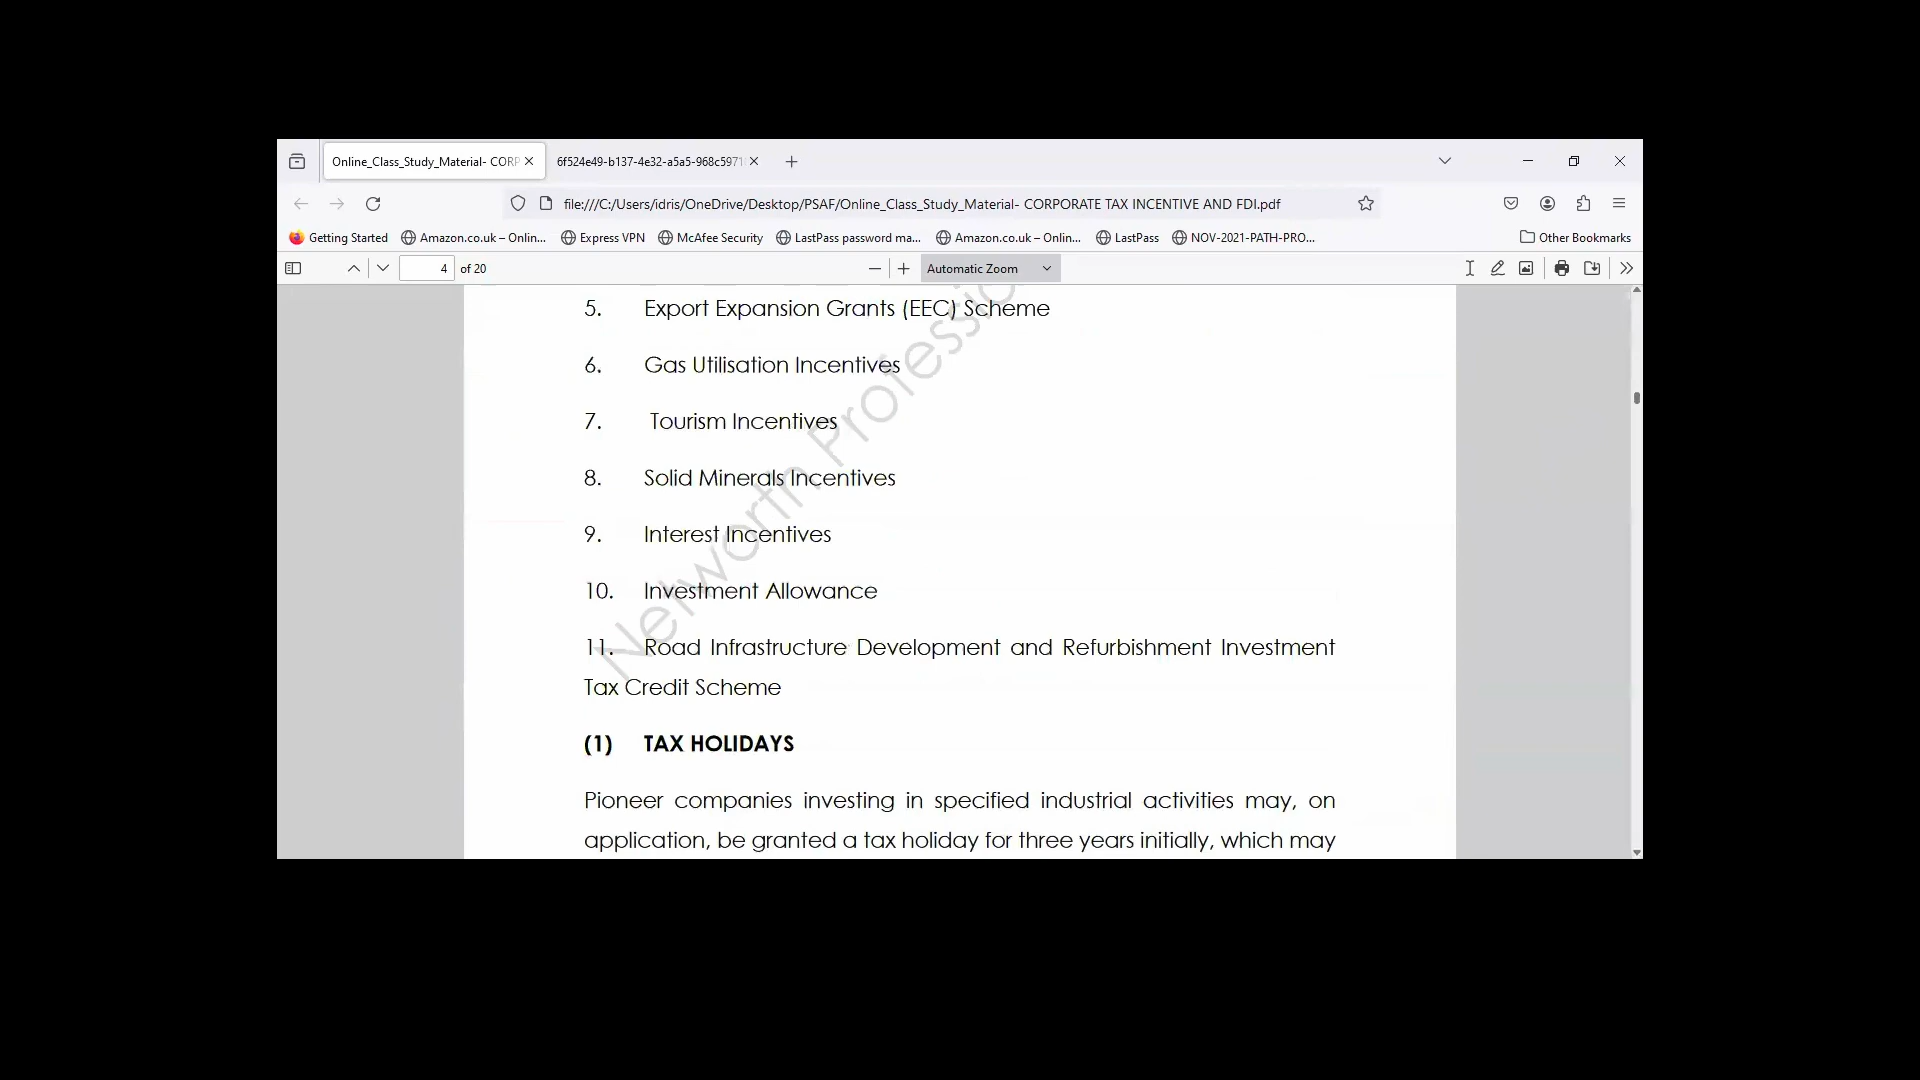 Online_Class_Study_Material- CORP
6f524e49-b137-4e32-a5a5-968c5971
file:///C:/Users/idris/OneDrive/Desktop/PSAF/Online_Class_Study_Material- CORPORATE TAX INCENTIVE AND FDI.pdf
Getting Started Amazon.co.uk – Onlin... Express VPN McAfee Security LastPass password ma... Amazon.co.uk – Onlin... LastPass NOV-2021-PATH-PRO... Other Bookmarks
4 of 20 Automatic Zoom
5. Export Expansion Grants (EEC) Scheme
6. Gas Utilisation Incentives
7. Tourism Incentives
8. Solid Minerals Incentives
9. Interest Incentives
10. Investment Allowance
11. Road Infrastructure Development and Refurbishment Investment
Tax Credit Scheme
(1) TAX HOLIDAYS
Pioneer companies investing in specified industrial activities may, on
application, be granted a tax holiday for three years initially, which may
Networth Professio